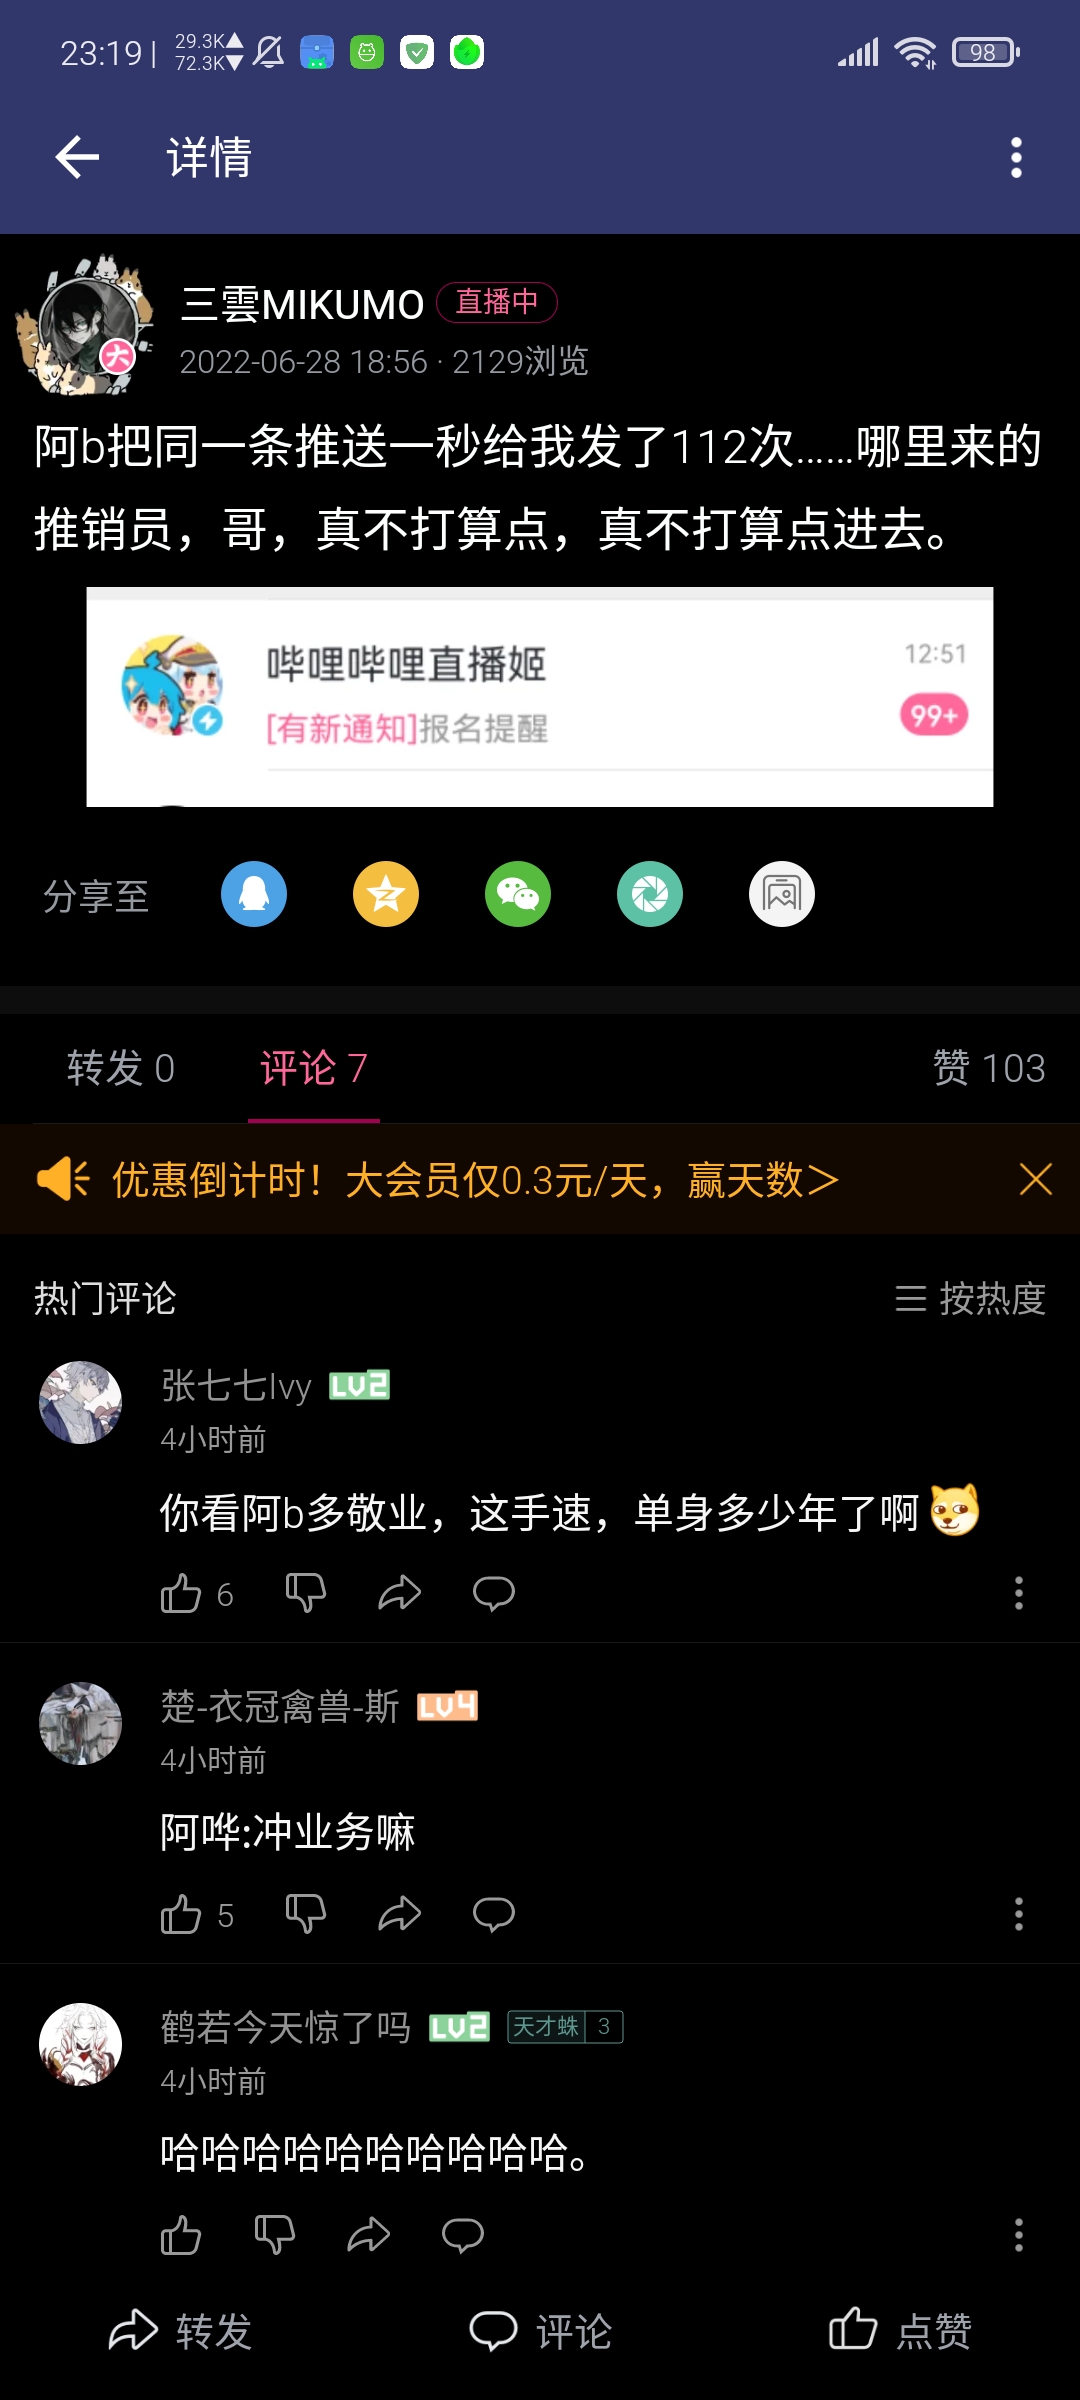 23:19 | 29.3K 72.3K 98
详情
三雲MIKUMO 直播中
大
2022-06-28 18:56 · 2129浏览
阿b把同一条推送一秒给我发了112次……哪里来的
推销员，哥，真不打算点，真不打算点进去。
哔哩哔哩直播姬 12:51
[有新通知]报名提醒 99+
分享至
转发 0 评论 7 赞 103
优惠倒计时！大会员仅0.3元/天，赢天数＞
热门评论 按热度
张七七Ivy LV2
4小时前
你看阿b多敬业，这手速，单身多少年了啊
6
楚-衣冠禽兽-斯 LV4
4小时前
阿哗:冲业务嘛
5
鹤若今天惊了吗 LV2 天才蛛 3
4小时前
哈哈哈哈哈哈哈哈哈哈。
转发 评论 点赞